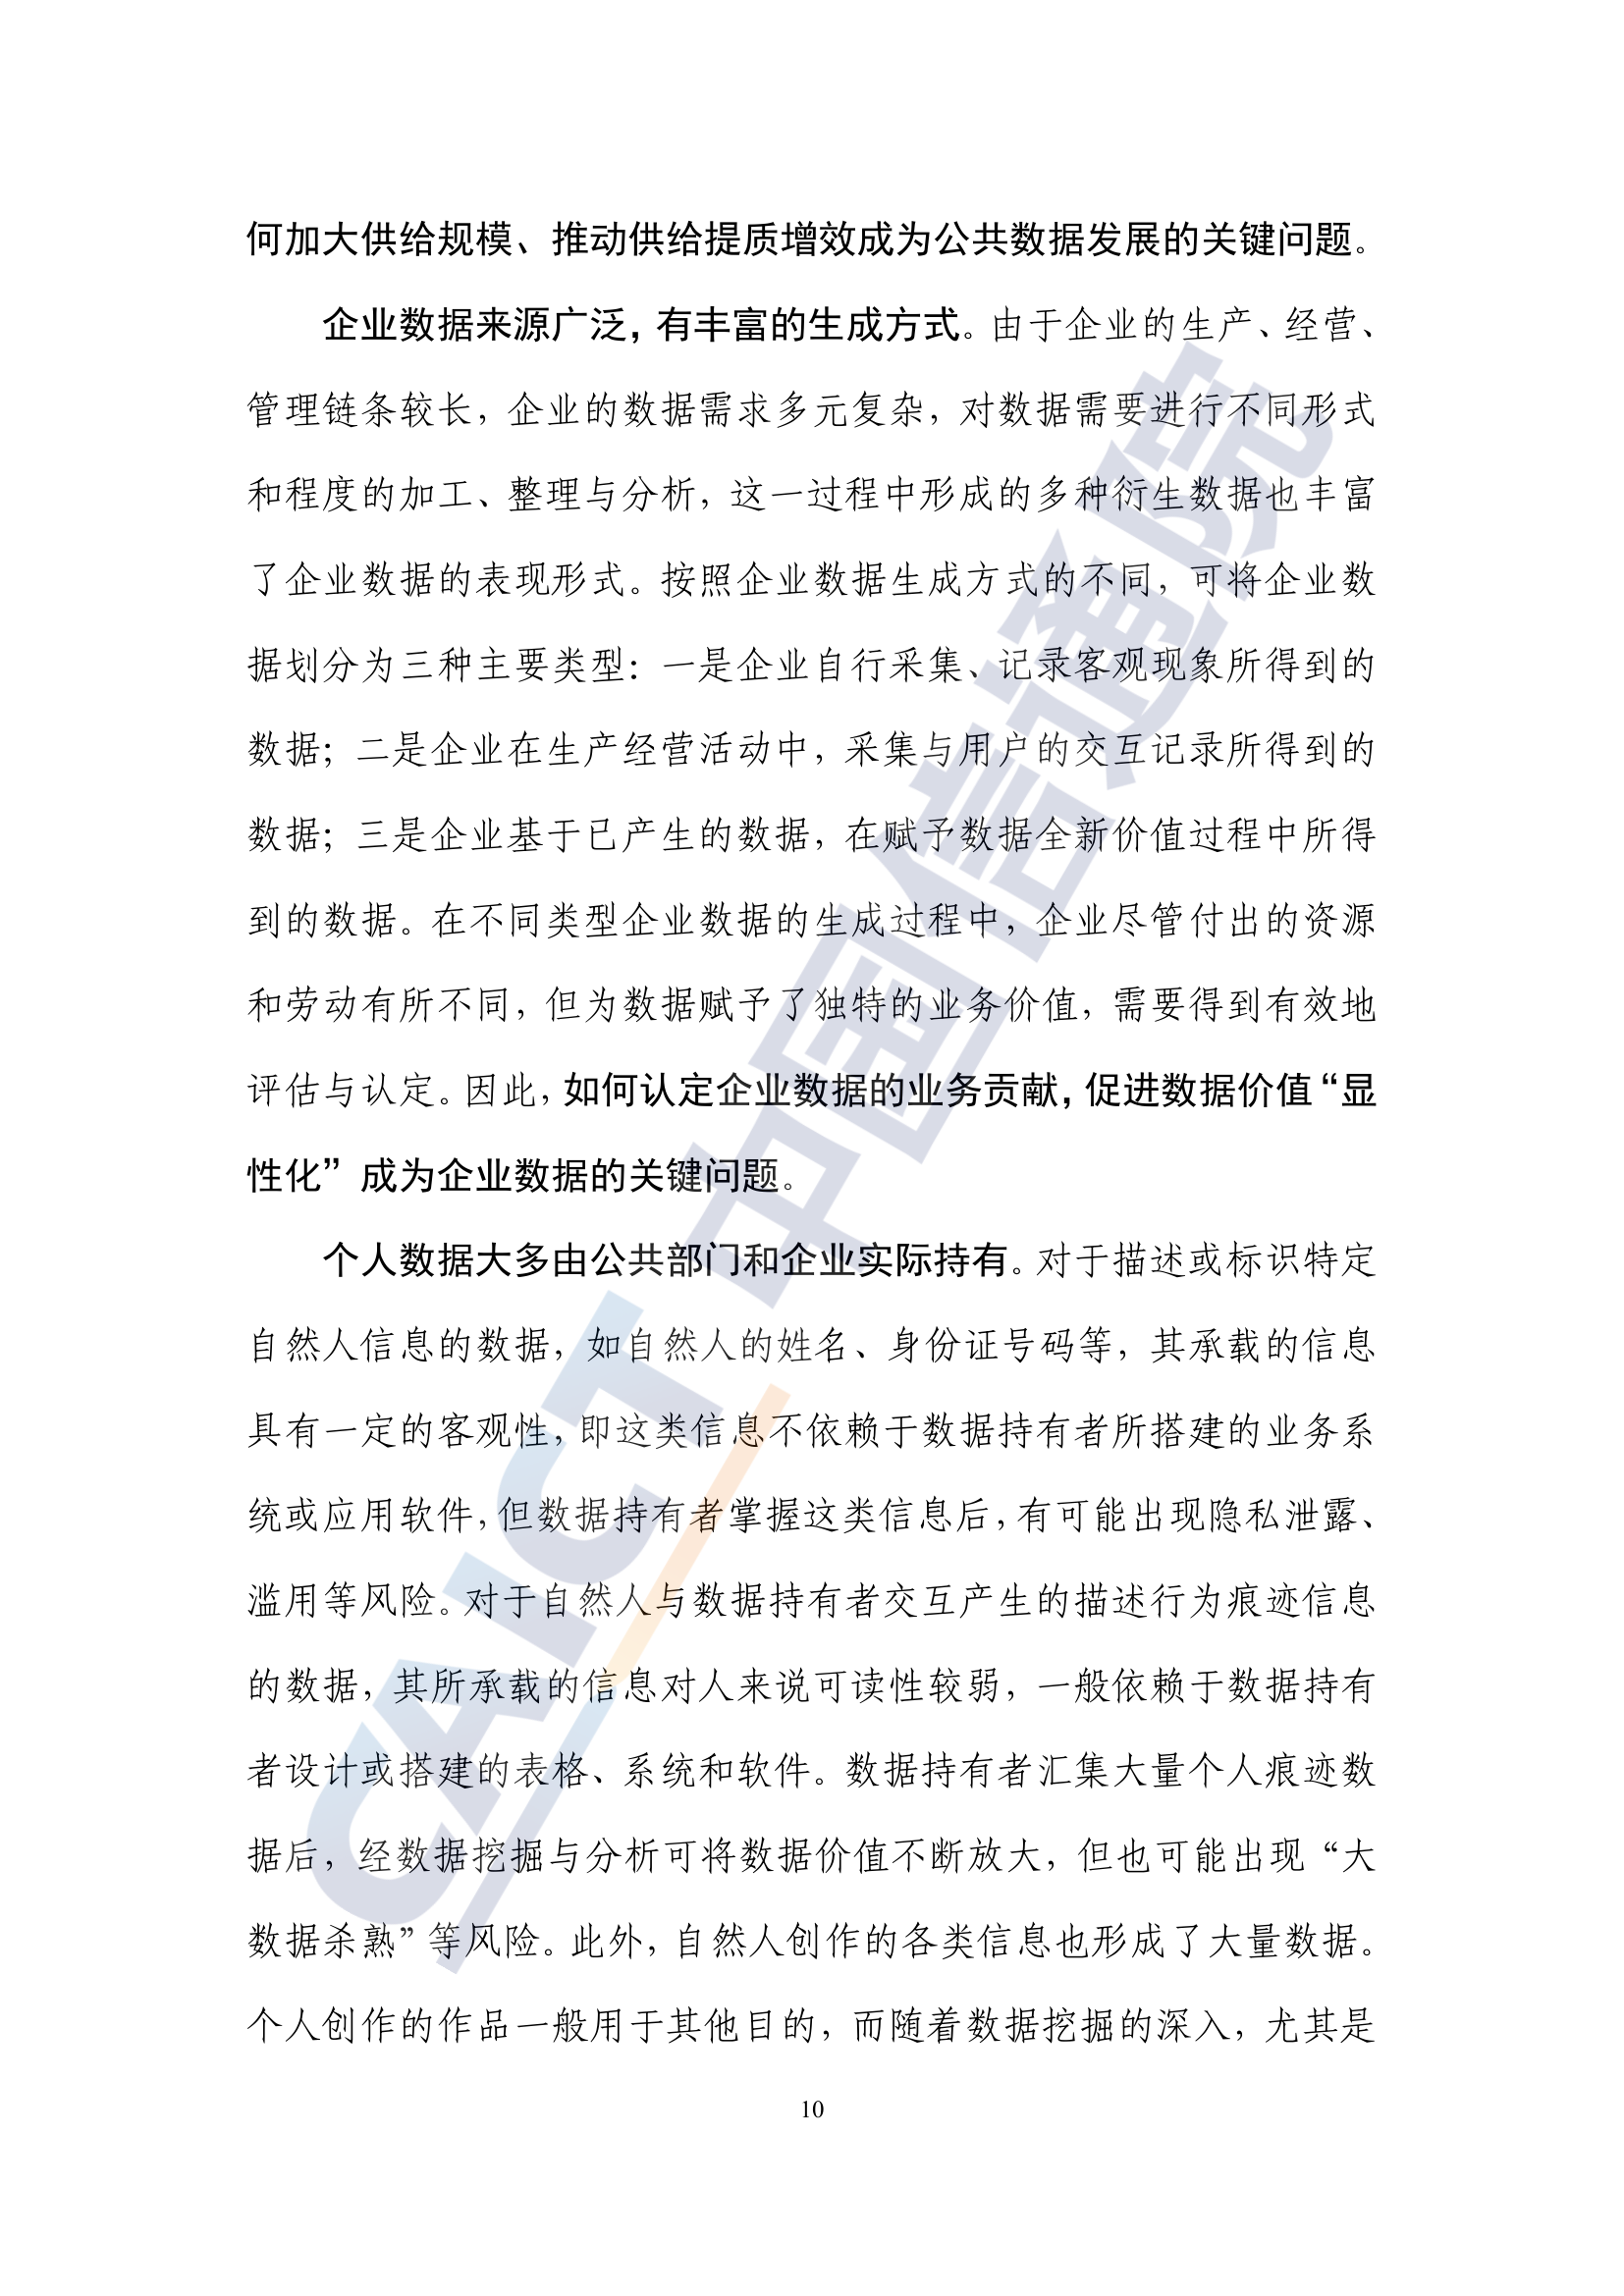 何加大供给规模、推动供给提质增效成为公共数据发展的关键问题。
企业数据来源广泛，有丰富的生成方式。由于企业的生产、经营、
管理链条较长，企业的数据需求多元复杂，对数据需要进行不同形式
和程度的加工、整理与分析，这一过程中形成的多种衍生数据也丰富
了企业数据的表现形式。按照企业数据生成方式的不同，可将企业数
据划分为三种主要类型：一是企业自行采集、记录客观现象所得到的
数据；二是企业在生产经营活动中，采集与用户的交互记录所得到的
数据；三是企业基于已产生的数据，在赋予数据全新价值过程中所得
到的数据。在不同类型企业数据的生成过程中，企业尽管付出的资源
和劳动有所不同，但为数据赋予了独特的业务价值，需要得到有效地
评估与认定。因此，如何认定企业数据的业务贡献，促进数据价值“显
性化”成为企业数据的关键问题。
个人数据大多由公共部门和企业实际持有。对于描述或标识特定
自然人信息的数据，如自然人的姓名、身份证号码等，其承载的信息
具有一定的客观性，即这类信息不依赖于数据持有者所搭建的业务系
统或应用软件，但数据持有者掌握这类信息后，有可能出现隐私泄露、
滥用等风险。对于自然人与数据持有者交互产生的描述行为痕迹信息
的数据，其所承载的信息对人来说可读性较弱，一般依赖于数据持有
者设计或搭建的表格、系统和软件。数据持有者汇集大量个人痕迹数
据后，经数据挖掘与分析可将数据价值不断放大，但也可能出现“大
数据杀熟”等风险。此外，自然人创作的各类信息也形成了大量数据。
个人创作的作品一般用于其他目的，而随着数据挖掘的深入，尤其是
10
CAICT 中国信通院